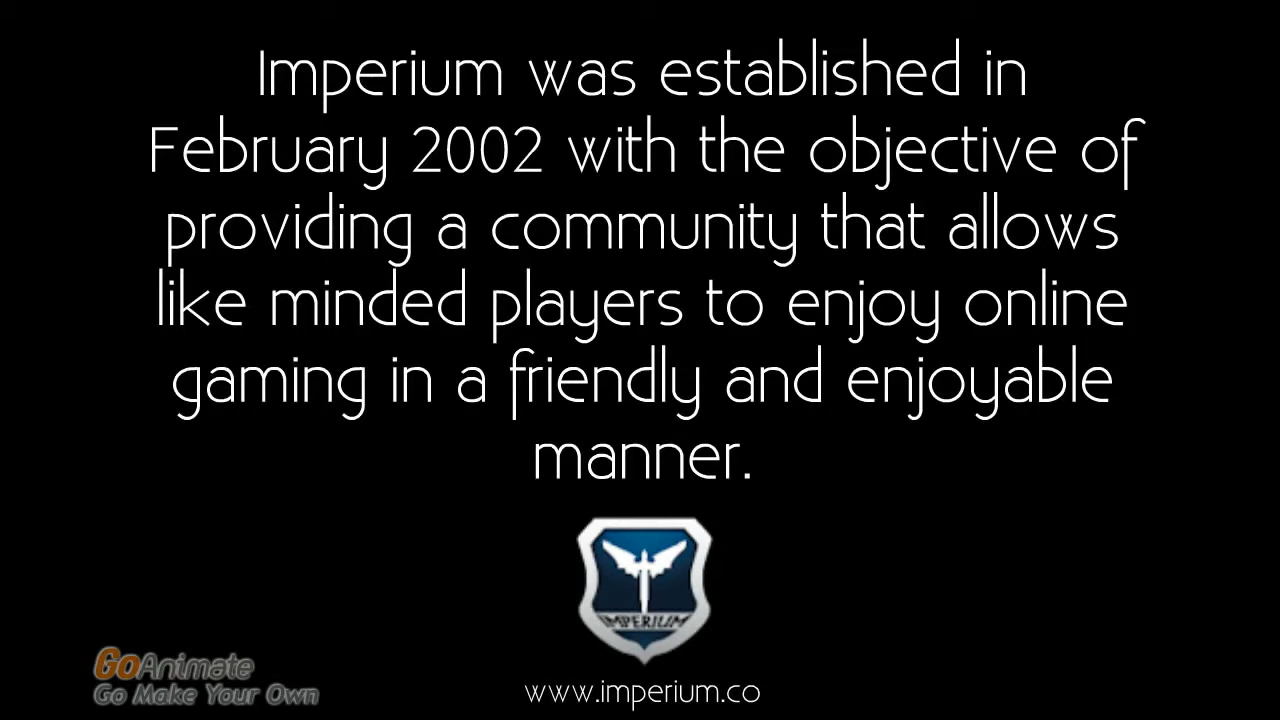 Imperium was established in
February 2002 with the objective of
providing a community that allows
like minded players to enjoy online
gaming in a friendly and enjoyable
manner.
IMPERIUM
GoAnimate
Go Make Your Own
www.imperium.co